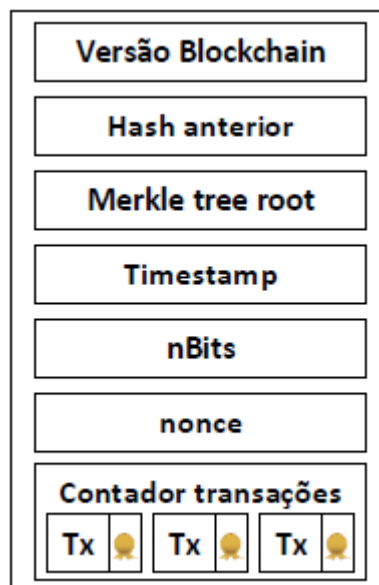 Versão Blockchain
Hash anterior
Merkle tree root
Timestamp
nBits
nonce
Contador transações
Tx Tx Tx